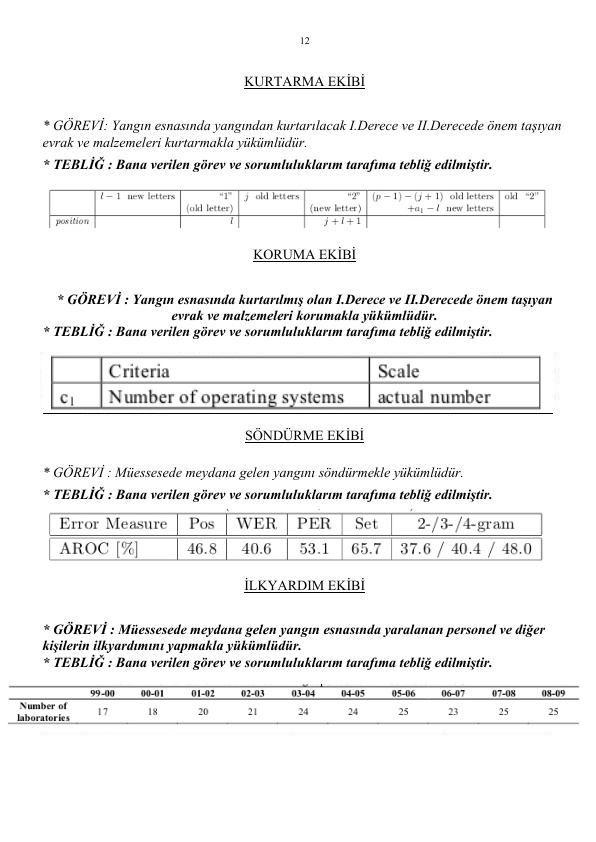 12
KURTARMA EKİBİ
* GÖREVİ: Yangın esnasında yangından kurtarılacak I.Derece ve II.Derecede önem taşıyan
evrak ve malzemeleri kurtarmakla yükümlüdür.
* TEBLİĞ : Bana verilen görev ve sorumluluklarım tarafıma tebliğ edilmiştir.
l − 1 new letters “1” j old letters “2” (p − 1) − (j + 1) old letters old “2”
(old letter) (new letter) +a₁ − l new letters
position l j + l + 1
KORUMA EKİBİ
* GÖREVİ : Yangın esnasında kurtarılmış olan I.Derece ve II.Derecede önem taşıyan
evrak ve malzemeleri korumakla yükümlüdür.
* TEBLİĞ : Bana verilen görev ve sorumluluklarım tarafıma tebliğ edilmiştir.
Criteria Scale
c₁ Number of operating systems actual number
SÖNDÜRME EKİBİ
* GÖREVİ : Müessesede meydana gelen yangını söndürmekle yükümlüdür.
* TEBLİĞ : Bana verilen görev ve sorumluluklarım tarafıma tebliğ edilmiştir.
Error Measure Pos WER PER Set 2-/3-/4-gram
AROC [%] 46.8 40.6 53.1 65.7 37.6 / 40.4 / 48.0
İLKYARDIM EKİBİ
* GÖREVİ : Müessesede meydana gelen yangın esnasında yaralanan personel ve diğer
kişilerin ilkyardımını yapmakla yükümlüdür.
* TEBLİĞ : Bana verilen görev ve sorumluluklarım tarafıma tebliğ edilmiştir.
99-00 00-01 01-02 02-03 03-04 04-05 05-06 06-07 07-08 08-09
Number of laboratories 17 18 20 21 24 24 25 23 25 25